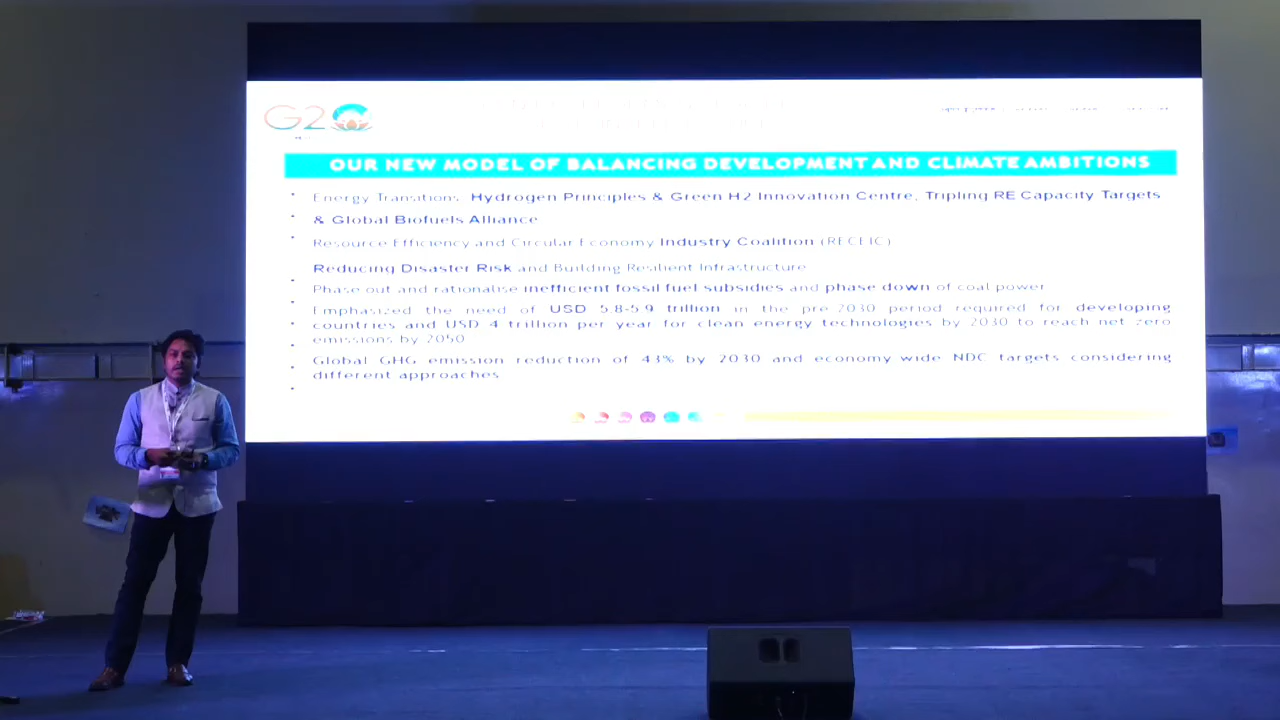 G20
OUR NEW MODEL OF BALANCING DEVELOPMENT AND CLIMATE AMBITIONS
Energy Transitions Hydrogen Principles & Green H2 Innovation Centre, Tripling RE Capacity Targets
& Global Biofuels Alliance
Resource Efficiency and Circular Economy Industry Coalition (RECEIC)
Reducing Disaster Risk and Building Resilient Infrastructure
Phase out and rationalise inefficient fossil fuel subsidies and phase down of coal power
Emphasized the need of USD 5.8-5.9 trillion in the pre-2030 period required for developing
countries and USD 4 trillion per year for clean energy technologies by 2030 to reach net zero
emissions by 2050
Global GHG emission reduction of 43% by 2030 and economy wide NDC targets considering
different approaches